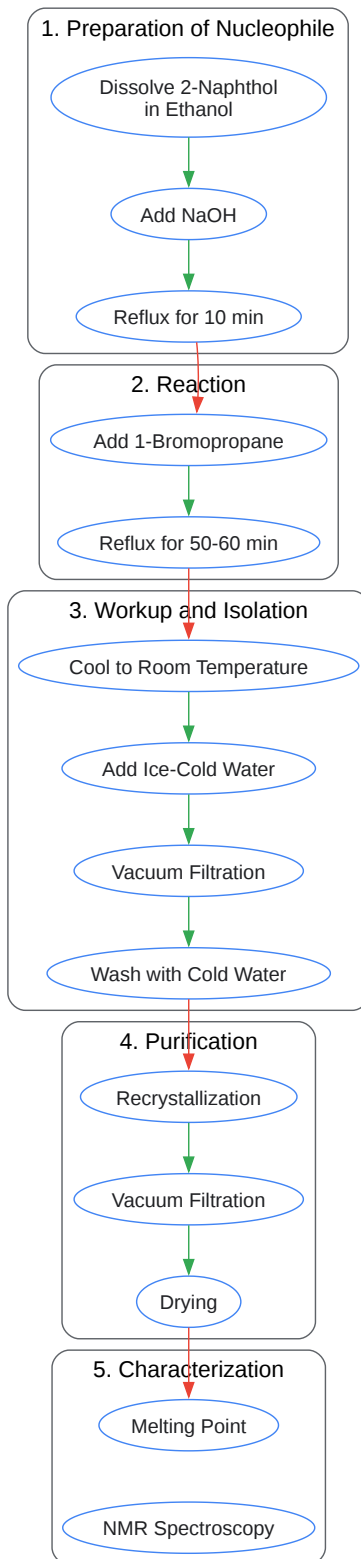 1. Preparation of Nucleophile
Dissolve 2-Naphthol
in Ethanol
Add NaOH
Reflux for 10 min
2. Reaction
Add 1-Bromopropane
Reflux for 50-60 min
3. Workup and Isolation
Cool to Room Temperature
Add Ice-Cold Water
Vacuum Filtration
Wash with Cold Water
4. Purification
Recrystallization
Vacuum Filtration
Drying
5. Characterization
Melting Point
NMR Spectroscopy